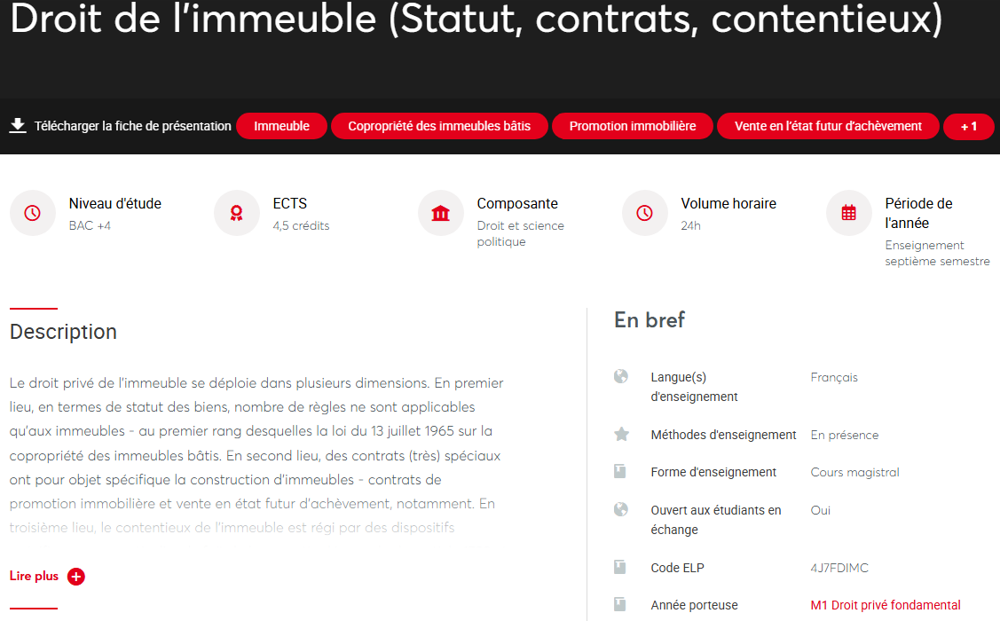 Droit de l'immeuble (Statut, contrats, contentieux)
Télécharger la fiche de présentation
Immeuble
Copropriété des immeubles bâtis
Promotion immobilière
Vente en l'état futur d'achèvement
+ 1
Niveau d'étude
BAC +4
ECTS
4,5 crédits
Composante
Droit et science
politique
Volume horaire
24h
Période de
l'année
Enseignement
septième semestre
Description
Le droit privé de l'immeuble se déploie dans plusieurs dimensions. En premier
lieu, en termes de statut des biens, nombre de règles ne sont applicables
qu'aux immeubles - au premier rang desquelles la loi du 13 juillet 1965 sur la
copropriété des immeubles bâtis. En second lieu, des contrats (très) spéciaux
ont pour objet spécifique la construction d'immeubles - contrats de
promotion immobilière et vente en état futur d'achèvement, notamment. En
troisième lieu, le contentieux de l'immeuble est régi par des dispositifs
Lire plus
En bref
Langue(s)
d'enseignement
Français
Méthodes d'enseignement
En présence
Forme d'enseignement
Cours magistral
Ouvert aux étudiants en
échange
Oui
Code ELP
4J7FDIMC
Année porteuse
M1 Droit privé fondamental